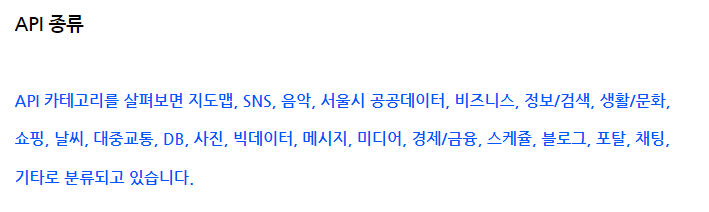 API 종류
API 카테고리를 살펴보면 지도맵, SNS, 음악, 서울시 공공데이터, 비즈니스, 정보/검색, 생활/문화,
쇼핑, 날씨, 대중교통, DB, 사진, 빅데이터, 메시지, 미디어, 경제/금융, 스케쥴, 블로그, 포탈, 채팅,
기타로 분류되고 있습니다.